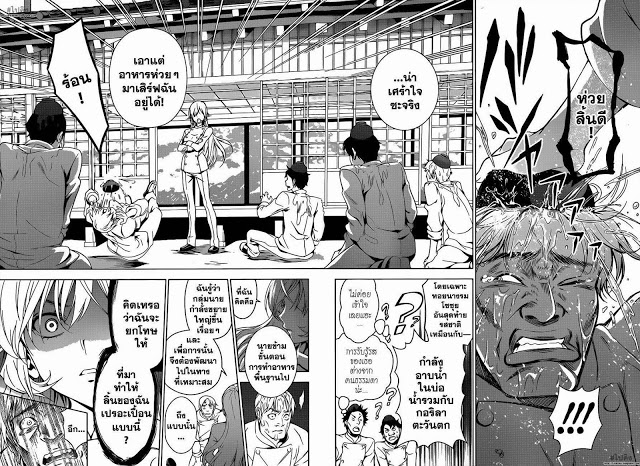 ห่วย
สิ้นดี!
!!!
...น่า
เศร้าใจ
ซะจริง
เอาแต่
อาหารห่วยๆ
มาเสิร์ฟฉัน
อยู่ได้!
ร้อน
!
โดยเฉพาะ
หอยนางรม
โชยุ
อันสุดท้าย
รสชาติ
เหมือนกับ—
กำลัง
อาบน้ำ
ในบ่อ
น้ำร่วมกับ
กอริลา
ตะวันตก
??
ไม่ค่อย
เข้าใจ
เลยแฮะ
การรับรู้รส
ของเธอ
ต่างจาก
คนธรรมดา
น่ะ...
ที่ฉัน
คิดคือ
นายข้าม
ขั้นตอน
การทำอาหาร
พื้นฐานไป
ฉันรู้ว่า
กลุ่มนาย
กำลังขยาย
ใหญ่ขึ้น
เรื่อยๆ
และ
เพื่อการนั้น
จึงต้องพัฒนา
ไปในทาง
ที่เหมาะสม
ถึง
แบบนั้น...
คิดเหรอ
ว่าฉันจะ
ยกโทษ
ให้
ที่มา
ทำให้
ลิ้นของฉัน
เปรอะเปื้อน
แบบนี้?
อึก...